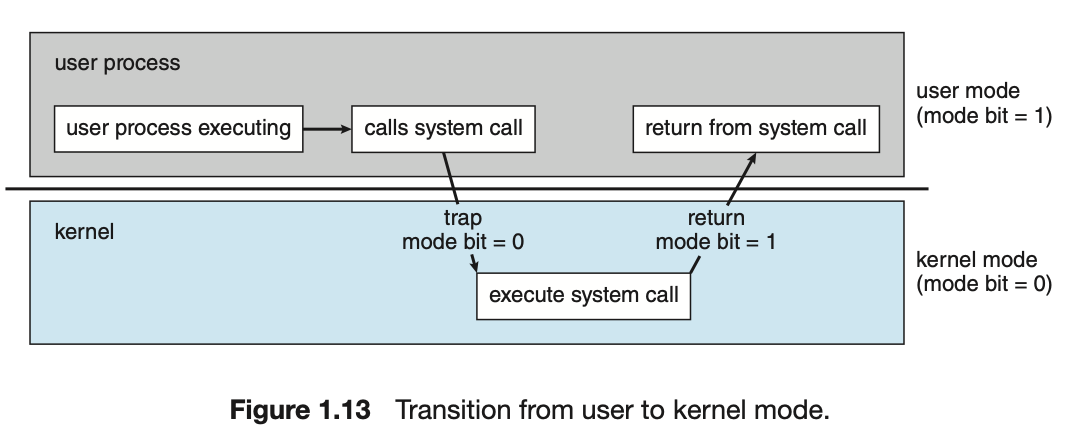 user process
user process executing
calls system call
return from system call
user mode
(mode bit = 1)
kernel
trap
mode bit = 0
return
mode bit = 1
execute system call
kernel mode
(mode bit = 0)
Figure 1.13 Transition from user to kernel mode.